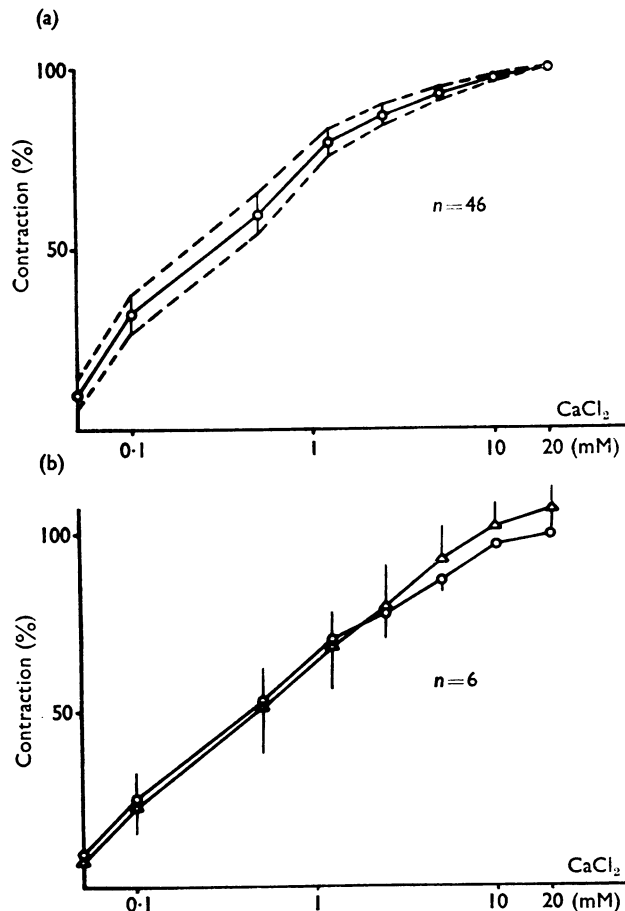 (a)
100
Contraction (%)
50
n=46
CaCl₂
0·1 1 10 20 (mM)
(b)
100
Contraction (%)
50
n=6
CaCl₂
0·1 1 10 20 (mM)